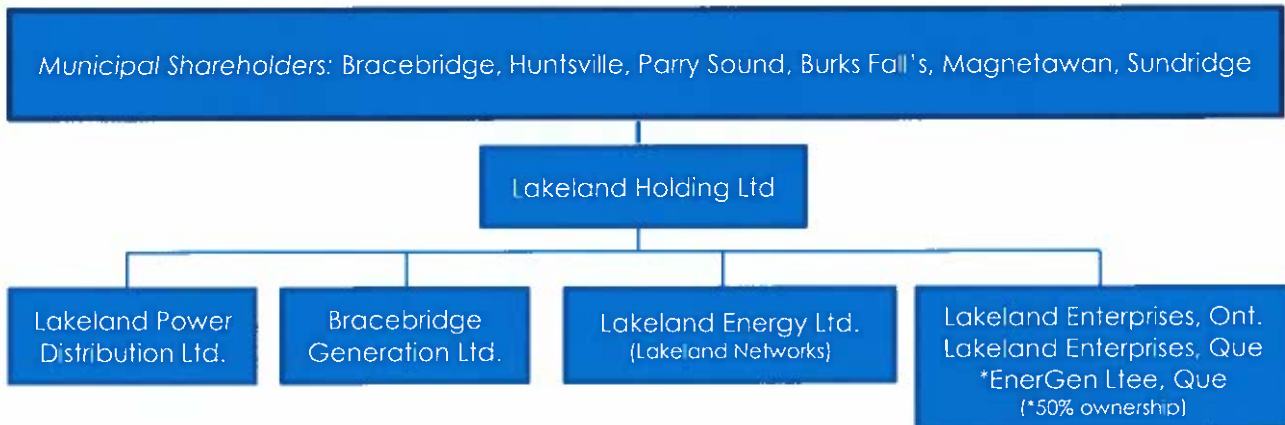 Municipal Shareholders: Bracebridge, Huntsville, Parry Sound, Burks Fall's, Magnetawan, Sundridge
Lakeland Holding Ltd
Lakeland Power
Distribution Ltd.
Bracebridge
Generation Ltd.
Lakeland Energy Ltd.
(Lakeland Networks)
Lakeland Enterprises, Ont.
Lakeland Enterprises, Que
*EnerGen Ltee, Que
(*50% ownership)